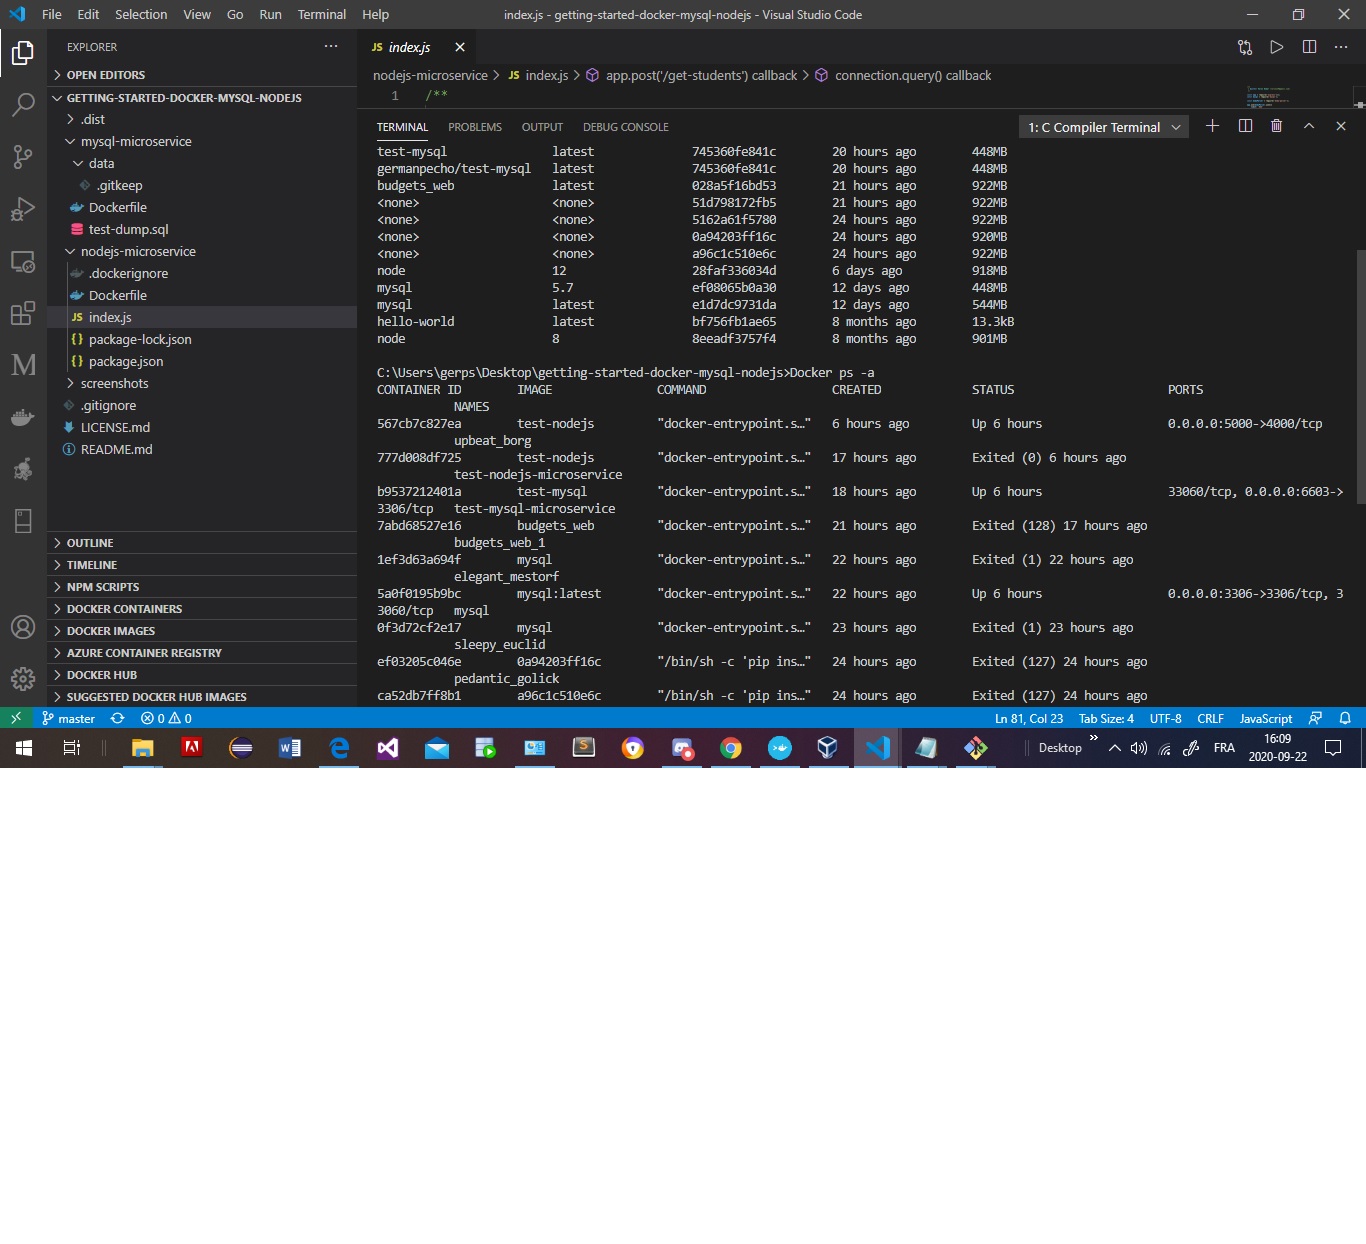 File Edit Selection View Go Run Terminal Help index.js - getting-started-docker-mysql-nodejs - Visual Studio Code
EXPLORER
OPEN EDITORS
GETTING-STARTED-DOCKER-MYSQL-NODEJS
.dist
mysql-microservice
data
.gitkeep
Dockerfile
test-dump.sql
nodejs-microservice
.dockerignore
Dockerfile
JS index.js
{} package-lock.json
{} package.json
screenshots
.gitignore
LICENSE.md
README.md
OUTLINE
TIMELINE
NPM SCRIPTS
DOCKER CONTAINERS
DOCKER IMAGES
AZURE CONTAINER REGISTRY
DOCKER HUB
SUGGESTED DOCKER HUB IMAGES
JS index.js
nodejs-microservice > JS index.js > app.post('/get-students') callback > connection.query() callback
1 /**
TERMINAL PROBLEMS OUTPUT DEBUG CONSOLE 1: C Compiler Terminal
test-mysql latest 745360fe841c 20 hours ago 448MB
germanpecho/test-mysql latest 745360fe841c 20 hours ago 448MB
budgets_web latest 028a5f16bd53 21 hours ago 922MB
<none> <none> 51d798172fb5 21 hours ago 922MB
<none> <none> 5162a61f5780 24 hours ago 922MB
<none> <none> 0a94203ff16c 24 hours ago 920MB
<none> <none> a96c1c510e6c 24 hours ago 922MB
node 12 28faf336034d 6 days ago 918MB
mysql 5.7 ef08065b0a30 12 days ago 448MB
mysql latest e1d7dc9731da 12 days ago 544MB
hello-world latest bf756fb1ae65 8 months ago 13.3kB
node 8 8eeadf3757f4 8 months ago 901MB
C:\Users\gerps\Desktop\getting-started-docker-mysql-nodejs>Docker ps -a
CONTAINER ID IMAGE COMMAND CREATED STATUS PORTS
NAMES
567cb7c827ea test-nodejs "docker-entrypoint.s…" 6 hours ago Up 6 hours 0.0.0.0:5000->4000/tcp
upbeat_borg
777d008df725 test-nodejs "docker-entrypoint.s…" 17 hours ago Exited (0) 6 hours ago
test-nodejs-microservice
b9537212401a test-mysql "docker-entrypoint.s…" 18 hours ago Up 6 hours 33060/tcp, 0.0.0.0:6603->
3306/tcp test-mysql-microservice
7abd68527e16 budgets_web "docker-entrypoint.s…" 21 hours ago Exited (128) 17 hours ago
budgets_web_1
1ef3d63a694f mysql "docker-entrypoint.s…" 22 hours ago Exited (1) 22 hours ago
elegant_mestorf
5a0f0195b9bc mysql:latest "docker-entrypoint.s…" 22 hours ago Up 6 hours 0.0.0.0:3306->3306/tcp, 3
3060/tcp mysql
0f3d72cf2e17 mysql "docker-entrypoint.s…" 23 hours ago Exited (1) 23 hours ago
sleepy_euclid
ef03205c046e 0a94203ff16c "/bin/sh -c 'pip ins…" 24 hours ago Exited (127) 24 hours ago
pedantic_golick
ca52db7ff8b1 a96c1c510e6c "/bin/sh -c 'pip ins…" 24 hours ago Exited (127) 24 hours ago
master 0 0 Ln 81, Col 23 Tab Size: 4 UTF-8 CRLF JavaScript
Desktop FRA 16:09
2020-09-22